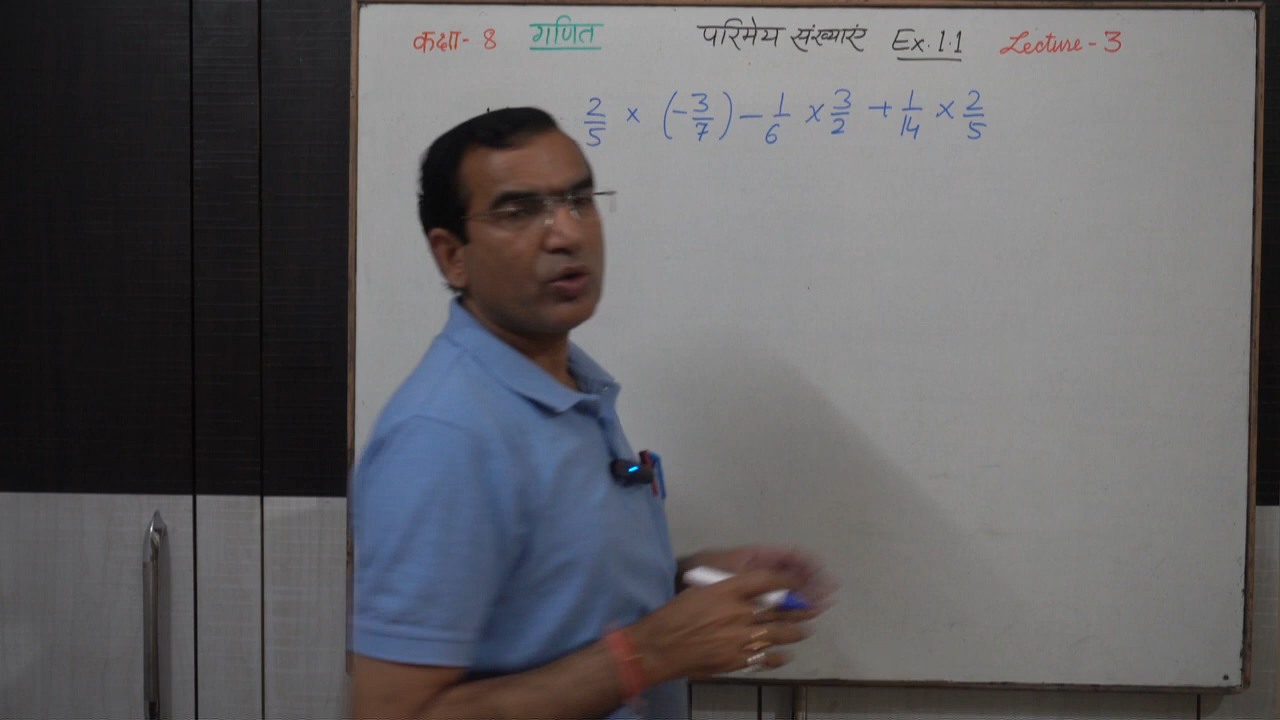 कक्षा- 8 गणित परिमेय संख्याएं Ex. 1.1 Lecture - 3
2/5 × (-3/7) - 1/6 × 3/2 + 1/14 × 2/5